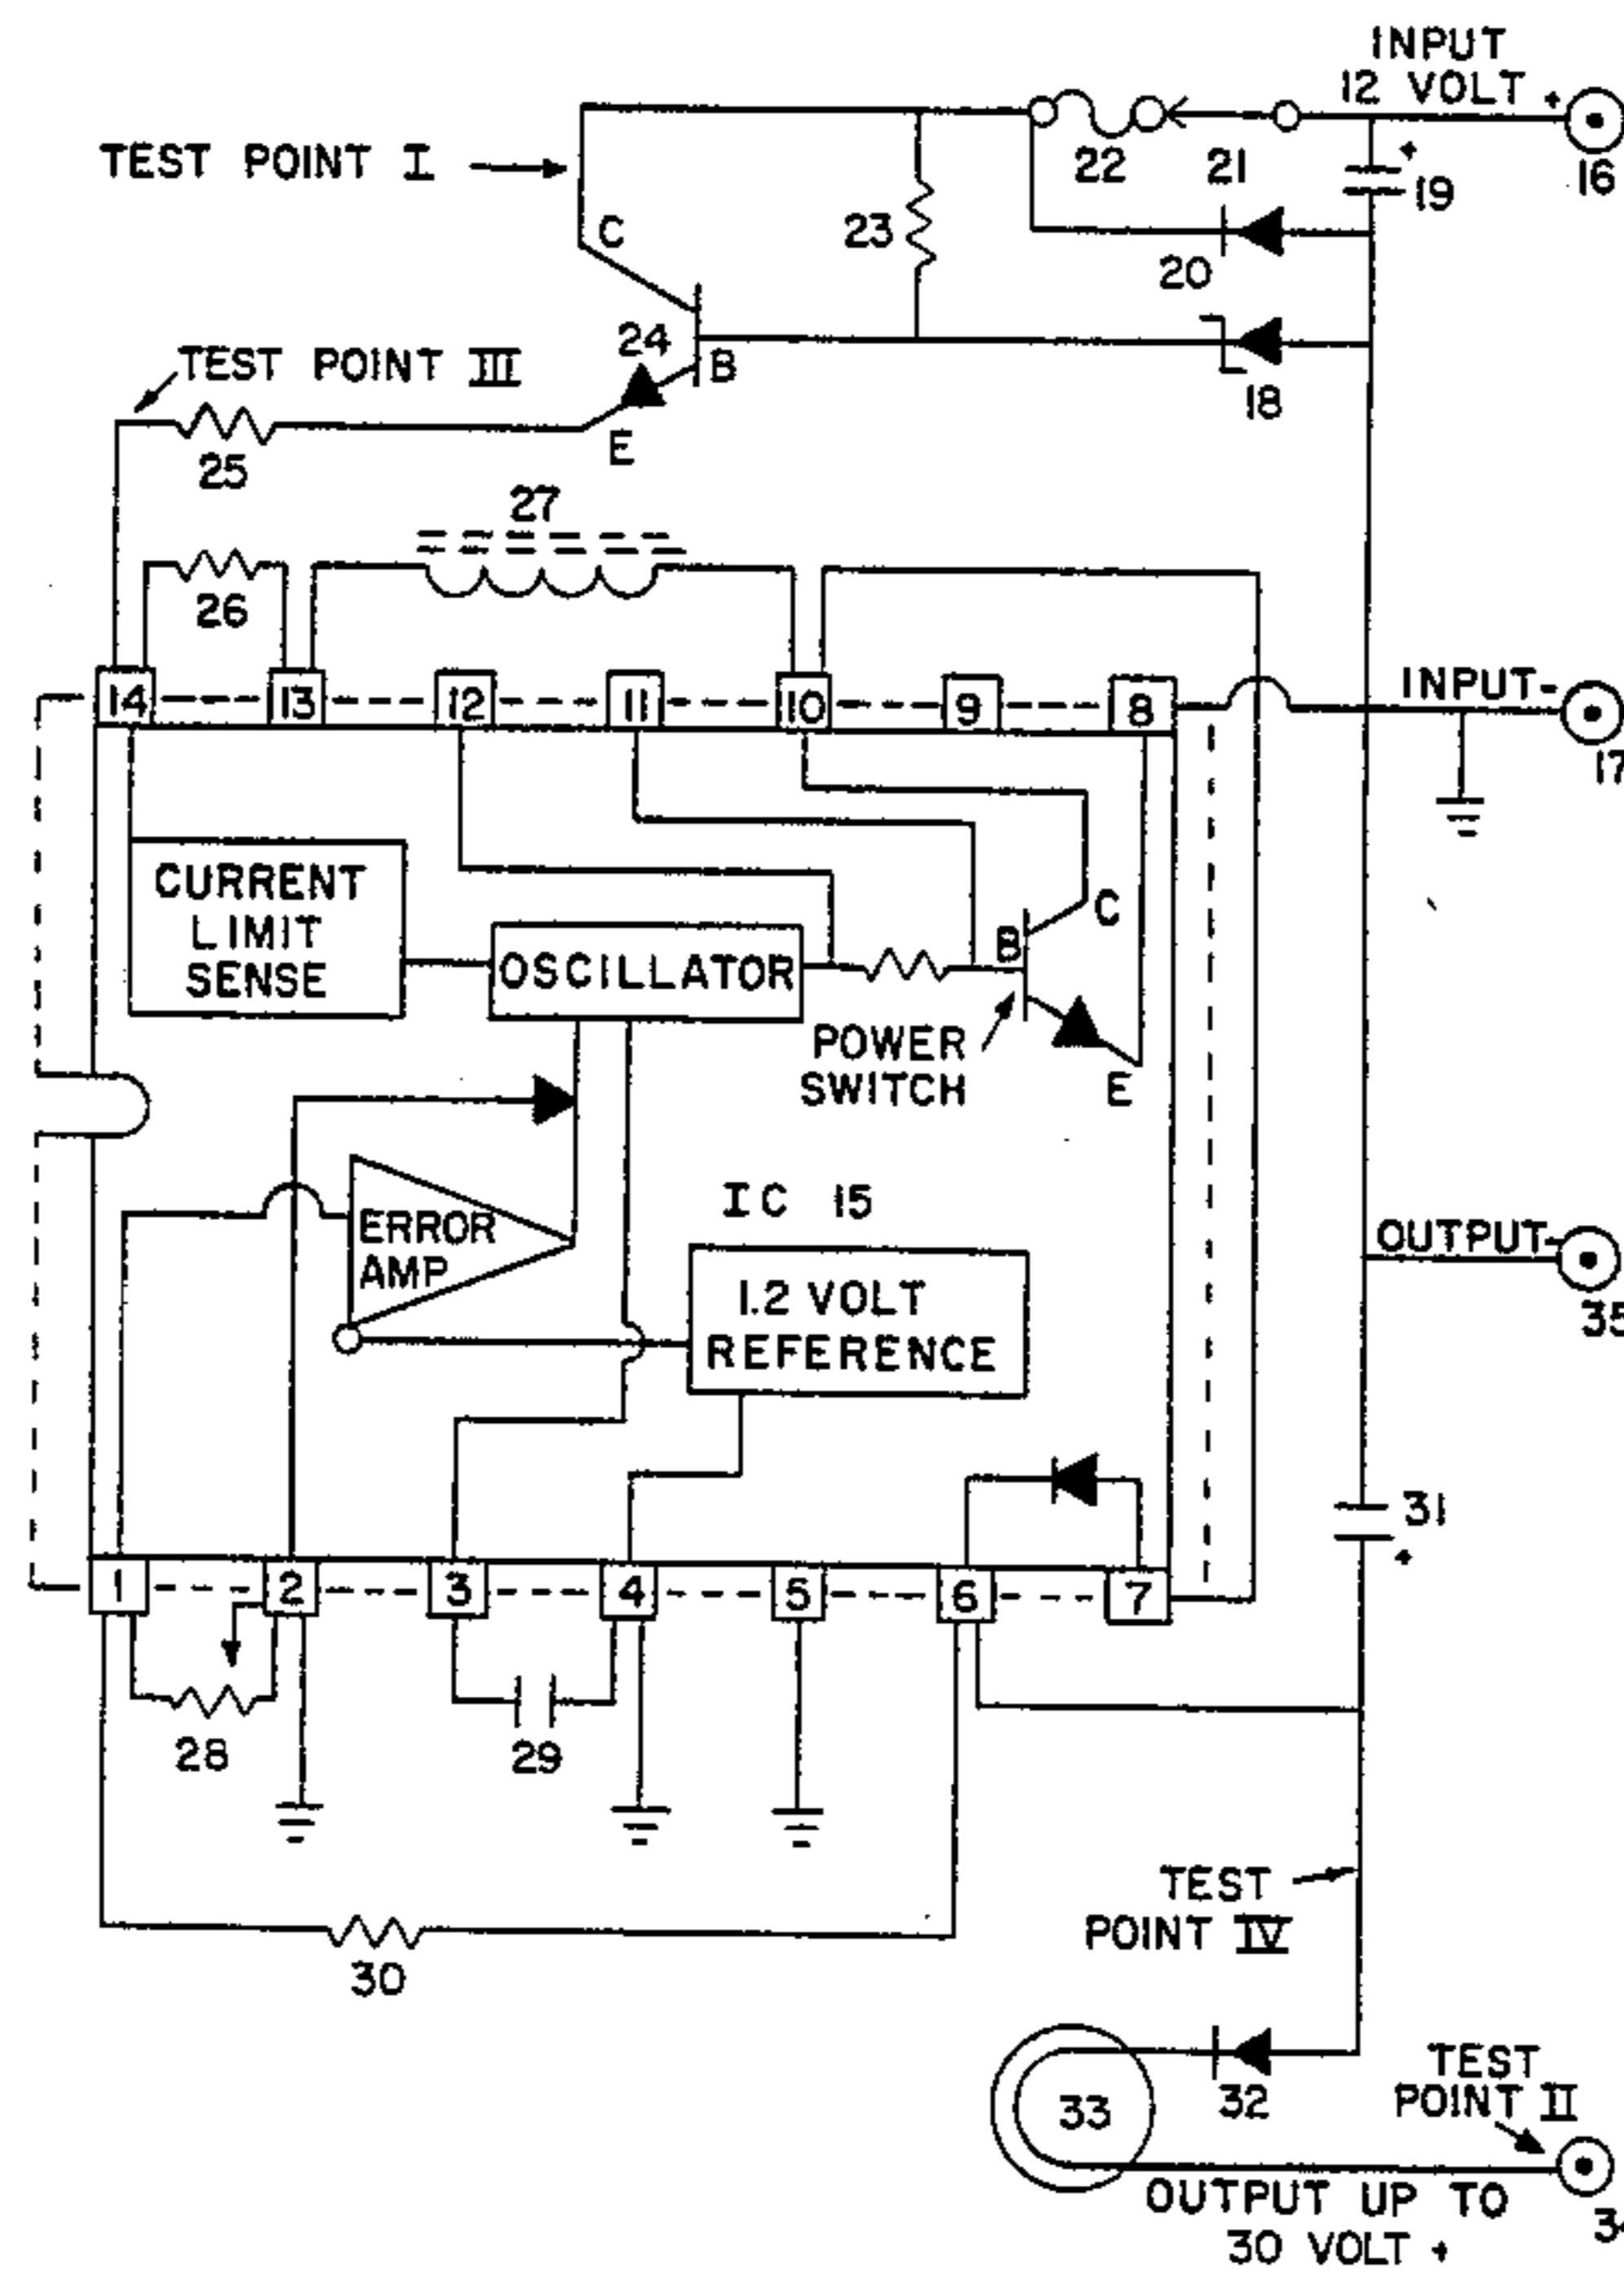 INPUT
12 VOLT +
16
TEST POINT I
22
21
+
19
23
20
C
24
B
18
TEST POINT III
E
25
27
26
14
13
12
11
10
9
8
INPUT-
17
CURRENT
LIMIT
SENSE
OSCILLATOR
B
C
POWER
SWITCH
E
IC 15
ERROR
AMP
OUTPUT-
35
1.2 VOLT
REFERENCE
31
+
1
2
3
4
5
6
7
28
29
TEST
POINT IV
30
32
33
TEST
POINT II
OUTPUT UP TO
30 VOLT +